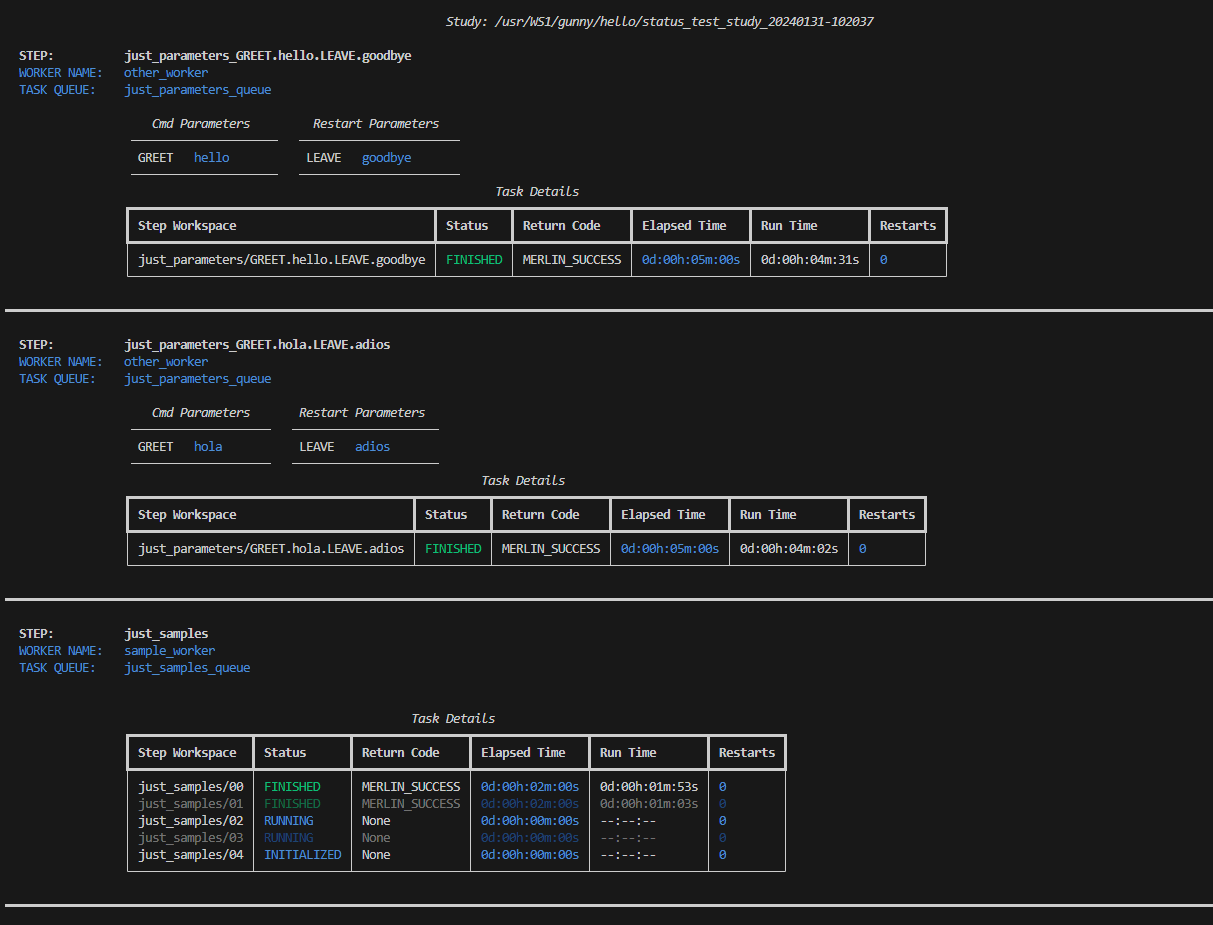 Study: /usr/WS1/gunny/hello/status_test_study_20240131-102037
STEP: just_parameters_GREET.hello.LEAVE.goodbye
WORKER NAME: other_worker
TASK QUEUE: just_parameters_queue
Cmd Parameters Restart Parameters
GREET hello LEAVE goodbye
Task Details
Step Workspace Status Return Code Elapsed Time Run Time Restarts
just_parameters/GREET.hello.LEAVE.goodbye FINISHED MERLIN_SUCCESS 0d:00h:05m:00s 0d:00h:04m:31s 0
STEP: just_parameters_GREET.hola.LEAVE.adios
WORKER NAME: other_worker
TASK QUEUE: just_parameters_queue
Cmd Parameters Restart Parameters
GREET hola LEAVE adios
Task Details
Step Workspace Status Return Code Elapsed Time Run Time Restarts
just_parameters/GREET.hola.LEAVE.adios FINISHED MERLIN_SUCCESS 0d:00h:05m:00s 0d:00h:04m:02s 0
STEP: just_samples
WORKER NAME: sample_worker
TASK QUEUE: just_samples_queue
Task Details
Step Workspace Status Return Code Elapsed Time Run Time Restarts
just_samples/00 FINISHED MERLIN_SUCCESS 0d:00h:02m:00s 0d:00h:01m:53s 0
just_samples/01 FINISHED MERLIN_SUCCESS 0d:00h:02m:00s 0d:00h:01m:03s 0
just_samples/02 RUNNING None 0d:00h:00m:00s --:--:-- 0
just_samples/03 RUNNING None 0d:00h:00m:00s --:--:-- 0
just_samples/04 INITIALIZED None 0d:00h:00m:00s --:--:-- 0